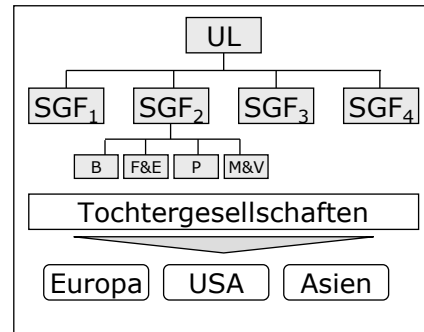 UL
SGF₁ SGF₂ SGF₃ SGF₄
B F&E P M&V
Tochtergesellschaften
Europa USA Asien